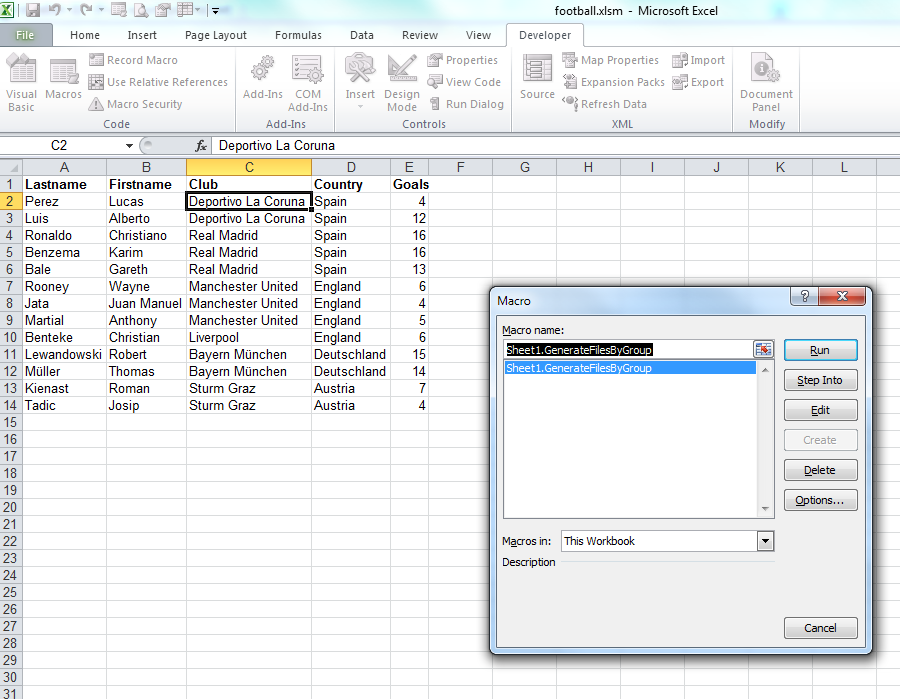 football.xlsm - Microsoft Excel
File Home Insert Page Layout Formulas Data Review View Developer
Visual Basic
Macros
Record Macro
Use Relative References
Macro Security
Code
Add-Ins
COM Add-Ins
Add-Ins
Insert
Design Mode
Properties
View Code
Run Dialog
Controls
Source
Map Properties
Expansion Packs
Refresh Data
Import
Export
XML
Document Panel
Modify
C2 fx Deportivo La Coruna
A B C D E F G H I J K L
1 Lastname Firstname Club Country Goals
2 Perez Lucas Deportivo La Coruna Spain 4
3 Luis Alberto Deportivo La Coruna Spain 12
4 Ronaldo Christiano Real Madrid Spain 16
5 Benzema Karim Real Madrid Spain 16
6 Bale Gareth Real Madrid Spain 13
7 Rooney Wayne Manchester United England 6
8 Jata Juan Manuel Manchester United England 4
9 Martial Anthony Manchester United England 5
10 Benteke Christian Liverpool England 6
11 Lewandowski Robert Bayern München Deutschland 15
12 Müller Thomas Bayern München Deutschland 14
13 Kienast Roman Sturm Graz Austria 7
14 Tadic Josip Sturm Graz Austria 4
15
16
17
18
19
20
21
22
23
24
25
26
27
28
29
30
31
Macro
? X
Macro name:
Sheet1.GenerateFilesByGroup
Sheet1.GenerateFilesByGroup
Run
Step Into
Edit
Create
Delete
Options...
Macros in: This Workbook
Description
Cancel